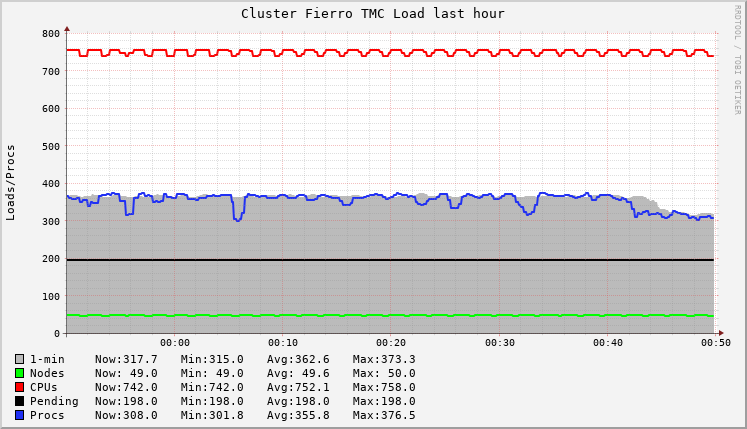 Cluster Fierro TMC Load last hour
RRDTOOL / TOBI OETIKER
Loads/Procs
800
700
600
500
400
300
200
100
0
00:00 00:10 00:20 00:30 00:40 00:50
1-min Now:317.7 Min:315.0 Avg:362.6 Max:373.3
Nodes Now: 49.0 Min: 49.0 Avg: 49.6 Max: 50.0
CPUs Now:742.0 Min:742.0 Avg:752.1 Max:758.0
Pending Now:198.0 Min:198.0 Avg:198.0 Max:198.0
Procs Now:308.0 Min:301.8 Avg:355.8 Max:376.5